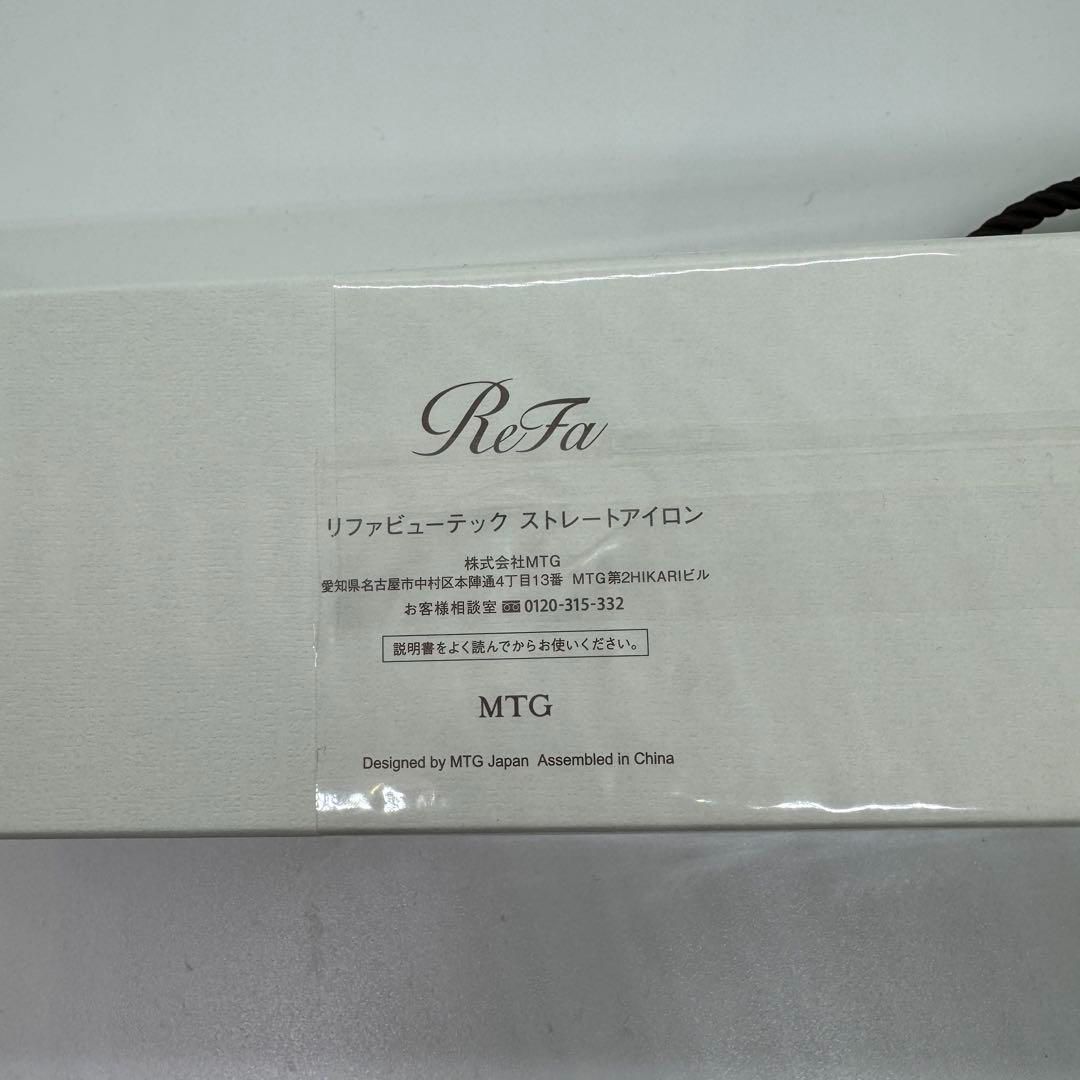 ReFa
リファビューテック ストレートアイロン
株式会社MTG
愛知県名古屋市中村区本陣通4丁目13番 MTG第2HIKARIビル
お客様相談室 0120-315-332
説明書をよく読んでからお使いください。
MTG
Designed by MTG Japan Assembled in China